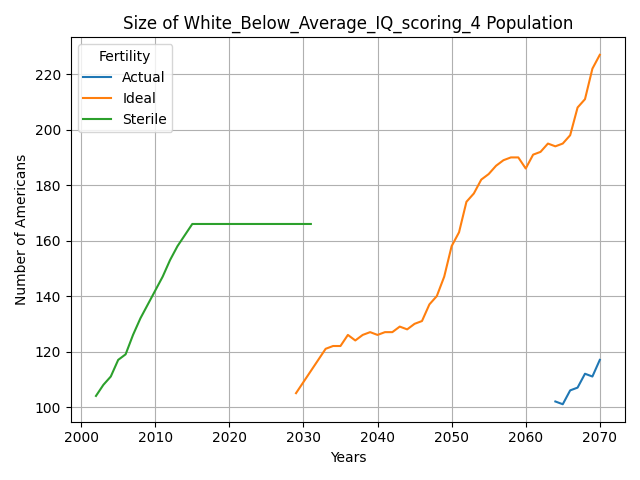 Size of White_Below_Average_IQ_scoring_4 Population
Fertility
Actual
Ideal
Sterile
Number of Americans
220
200
180
160
140
120
100
2000 2010 2020 2030 2040 2050 2060 2070
Years